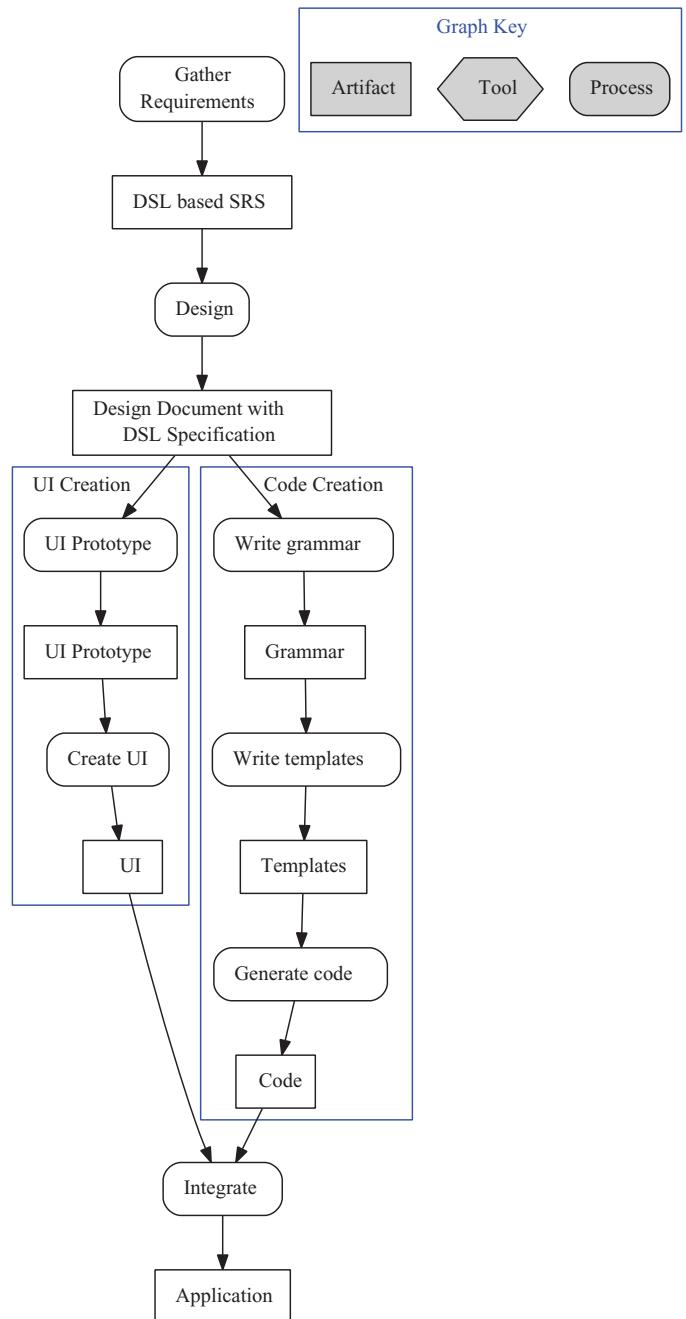 Graph Key
Artifact
Tool
Process
Gather
Requirements
DSL based SRS
Design
Design Document with
DSL Specification
UI Creation
UI Prototype
UI Prototype
Create UI
UI
Code Creation
Write grammar
Grammar
Write templates
Templates
Generate code
Code
Integrate
Application